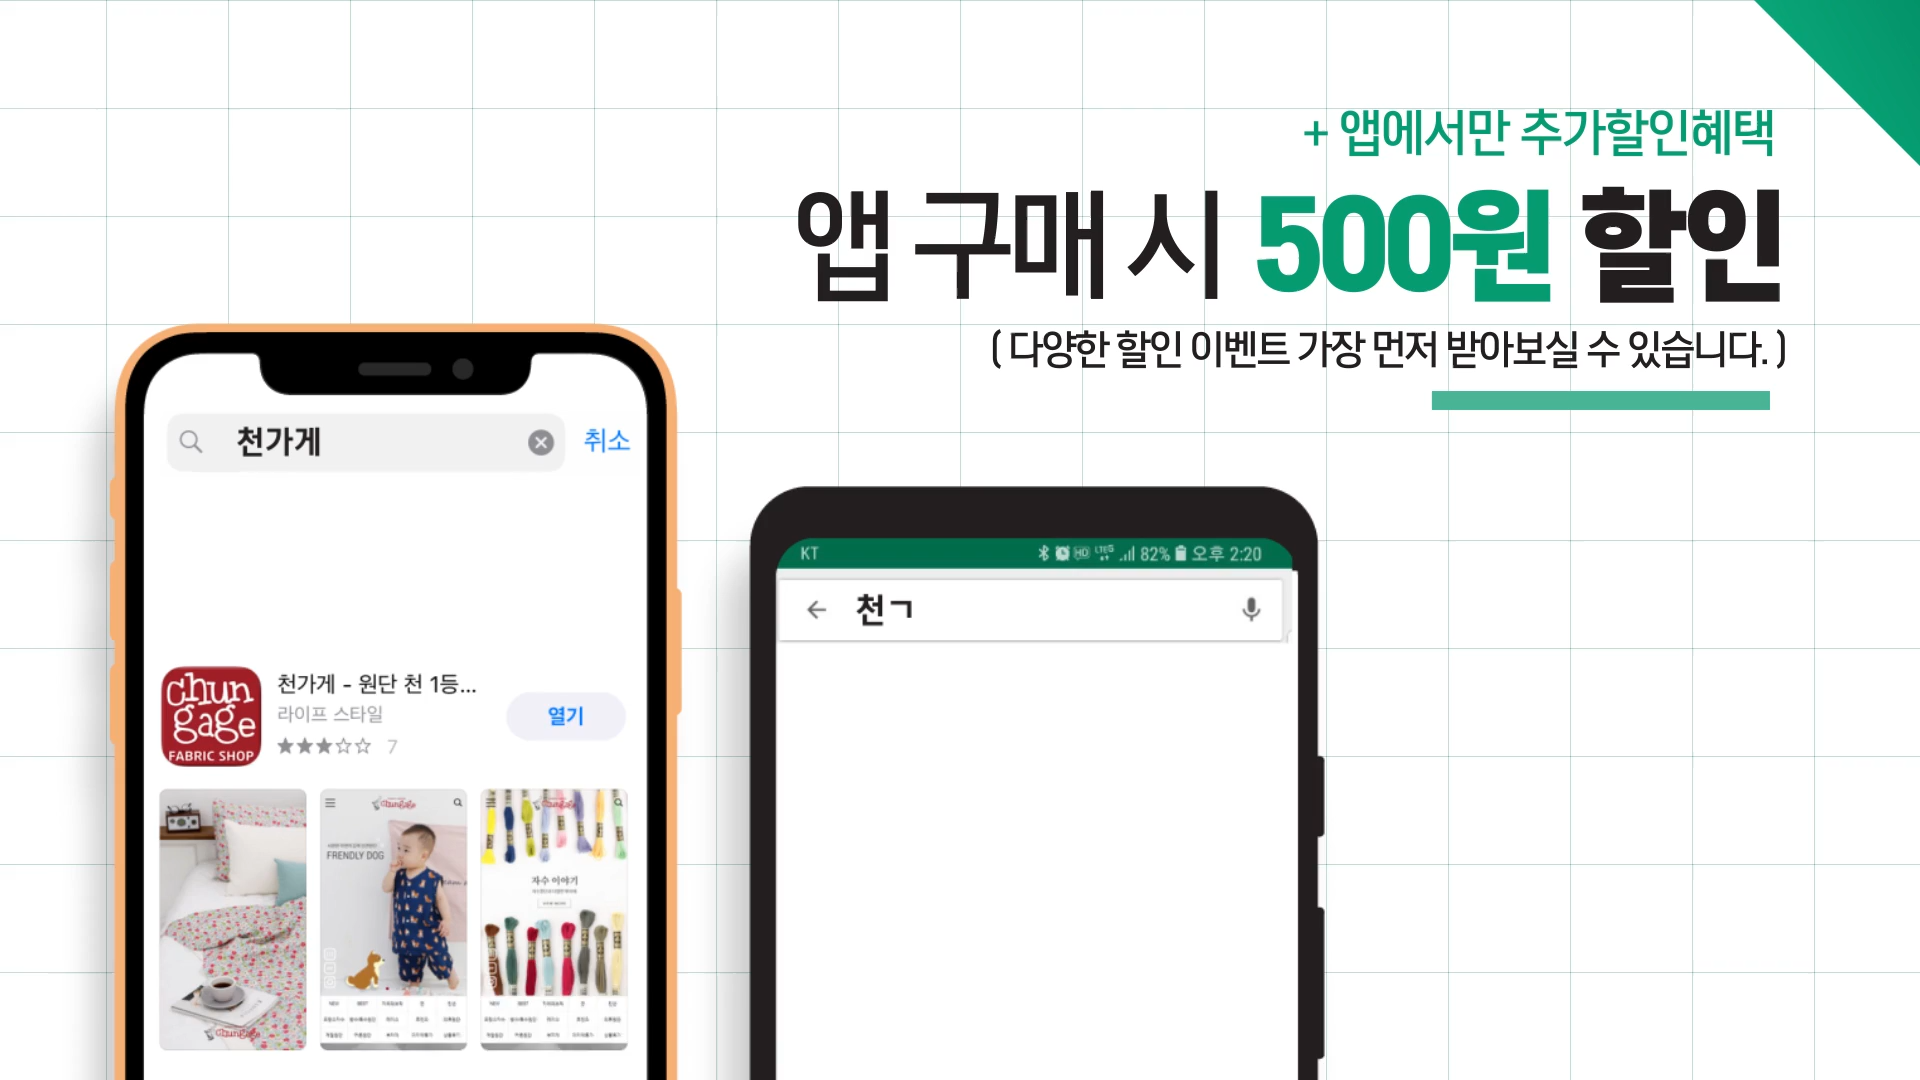 + 앱에서만 추가할인혜택
앱 구매 시 500원 할인
( 다양한 할인 이벤트 가장 먼저 받아보실 수 있습니다. )
천가게
취소
chun
gage
FABRIC SHOP
천가게 - 원단 천 1등...
라이프 스타일
7
열기
FRENDLY DOG
자수 이야기
KT
HD
82%
오후 2:20
천ㄱ